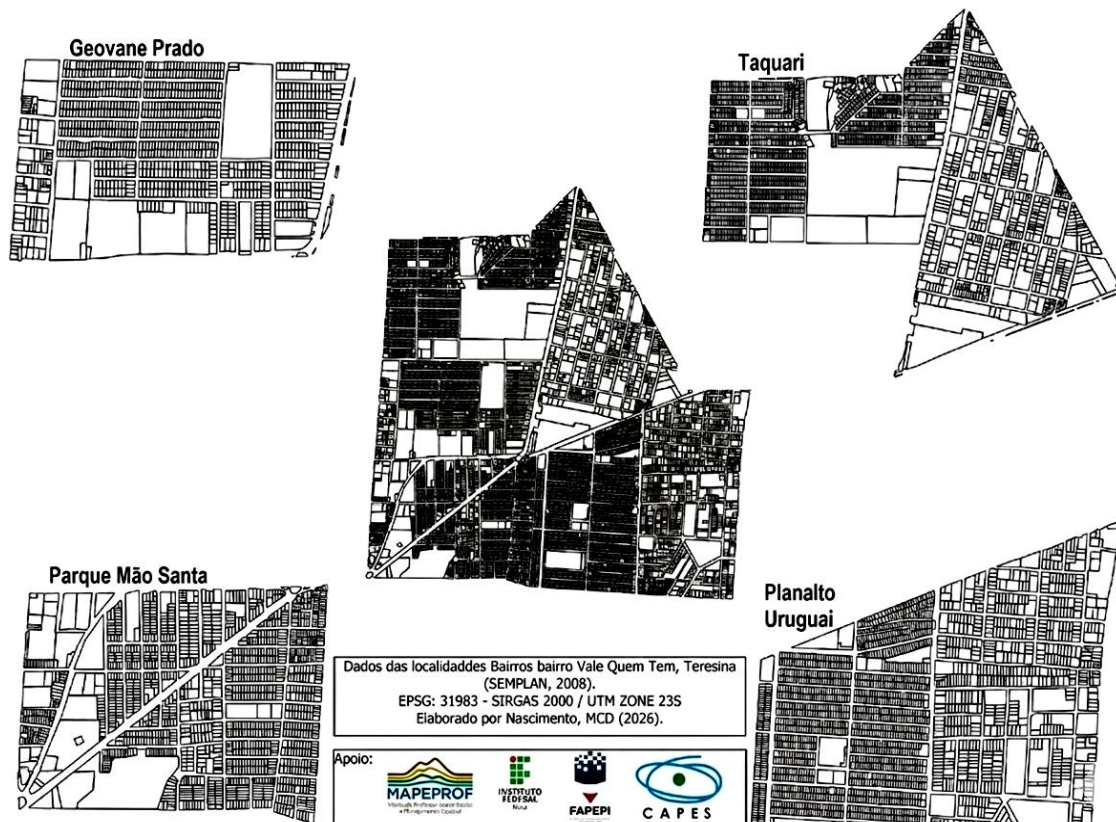 Geovane Prado
Taquari
Parque Mão Santa
Planalto
Uruguai
Dados das localidaddes Bairros bairro Vale Quem Tem, Teresina
(SEMPLAN, 2008).
EPSG: 31983 - SIRGAS 2000 / UTM ZONE 23S
Elaborado por Nascimento, MCD (2026).
Apoio:
MAPEPROF
INSTITUTO
FEDERAL
FAPEPI
CAPES